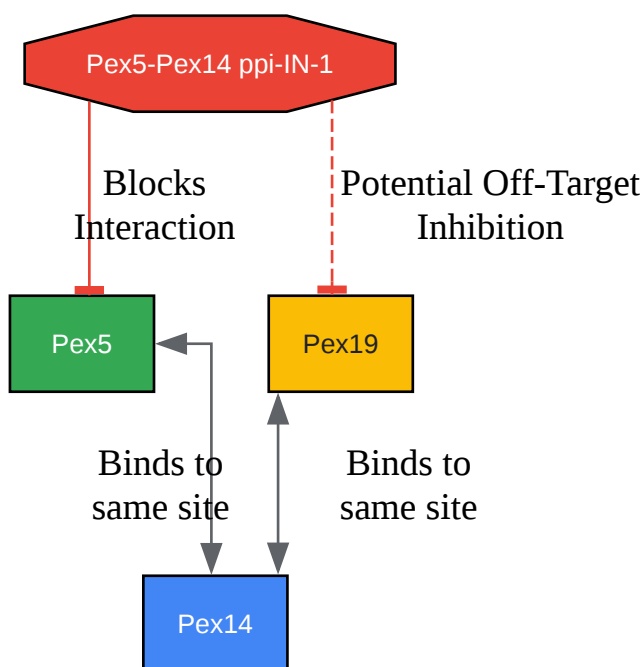 Pex5-Pex14 ppi-IN-1
Blocks
Interaction
Potential Off-Target
Inhibition
Pex5
Pex19
Binds to
same site
Binds to
same site
Pex14